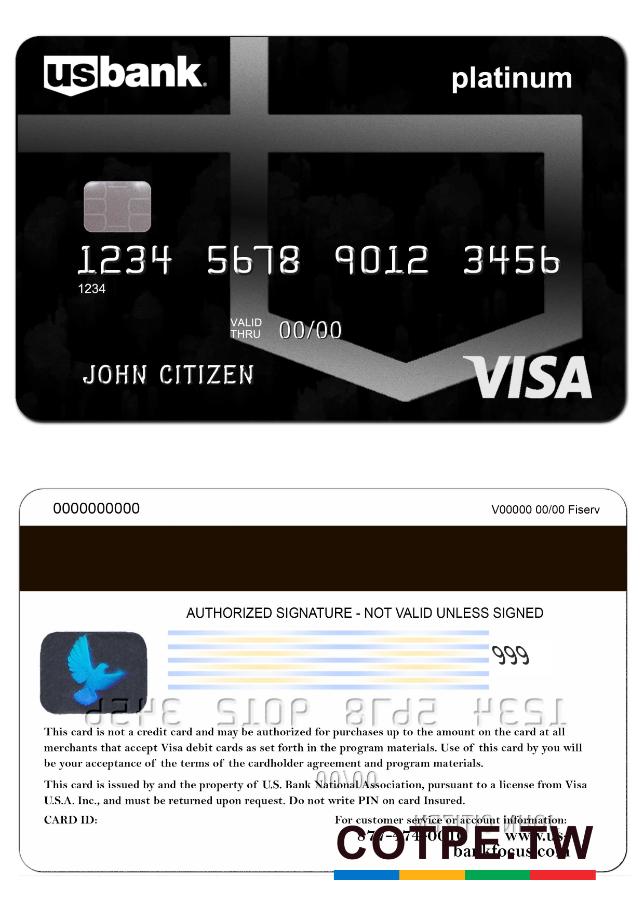 usbank
platinum
1234 5678 9012 3456
1234
VALID THRU 00/00
JOHN CITIZEN
VISA
0000000000 V00000 00/00 Fiserv
AUTHORIZED SIGNATURE - NOT VALID UNLESS SIGNED
999
This card is not a credit card and may be authorized for purchases up to the amount on the card at all
merchants that accept Visa debit cards as set forth in the program materials. Use of this card by you will
be your acceptance of the terms of the cardholder agreement and program materials.
This card is issued by and the property of U.S. Bank National Association, pursuant to a license from Visa
U.S.A. Inc., and must be returned upon request. Do not write PIN on card Insured.
CARD ID: For customer service or account information:
www.us-
bankfocus.com
COTPE.TW